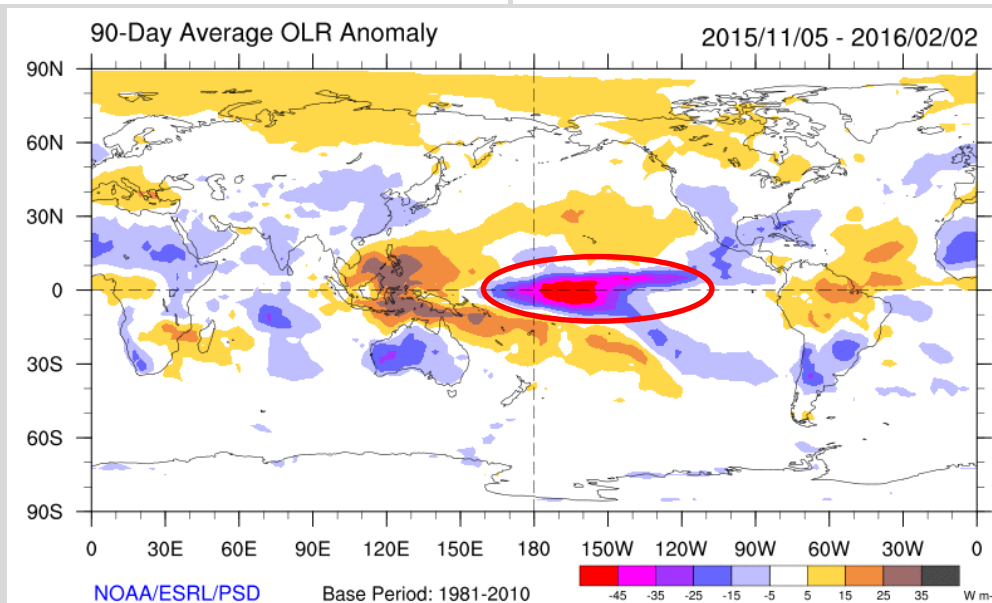 90-Day Average OLR Anomaly 2015/11/05 - 2016/02/02
90N
60N
30N
0
30S
60S
90S
0 30E 60E 90E 120E 150E 180 150W 120W 90W 60W 30W 0
NOAA/ESRL/PSD Base Period: 1981-2010
-45 -35 -25 -15 -5 5 15 25 35 W m-